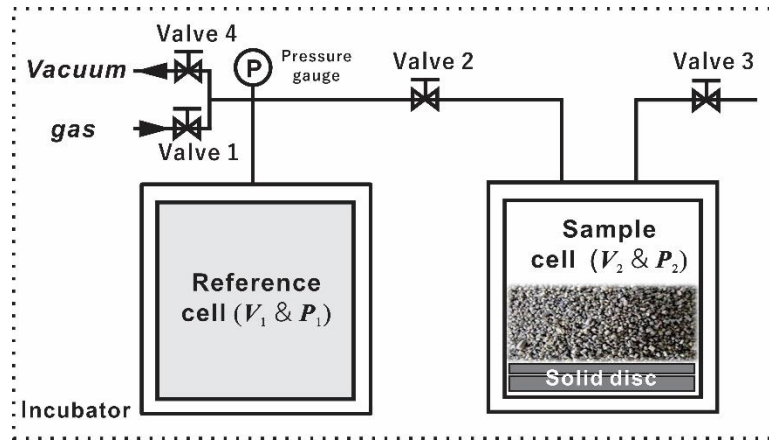 Valve 4
Vacuum
P
Pressure
gauge
Valve 2
Valve 3
gas
Valve 1
Reference
cell (V₁ & P₁)
Sample
cell (V₂ & P₂)
Solid disc
Incubator